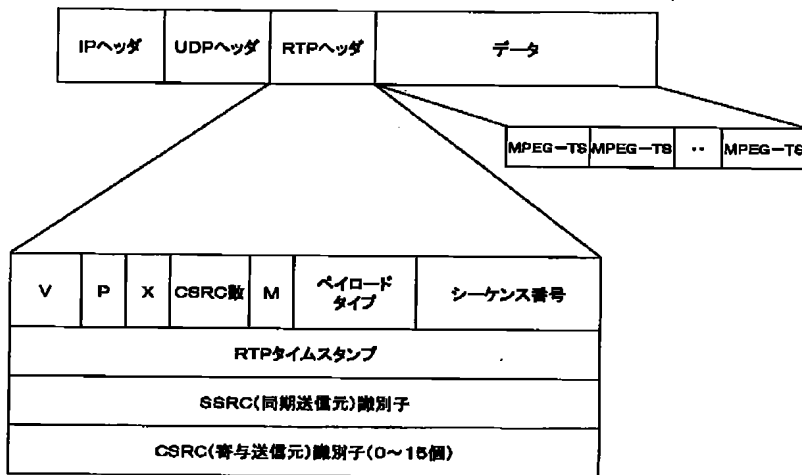 IPヘッダ UDPヘッダ RTPヘッダ データ
MPEG-TS MPEG-TS ・・ MPEG-TS
V P X CSRC数 M ペイロード シーケンス番号
タイプ
RTPタイムスタンプ
SSRC(同期送信元)識別子
CSRC(寄与送信元)識別子(0～15個)